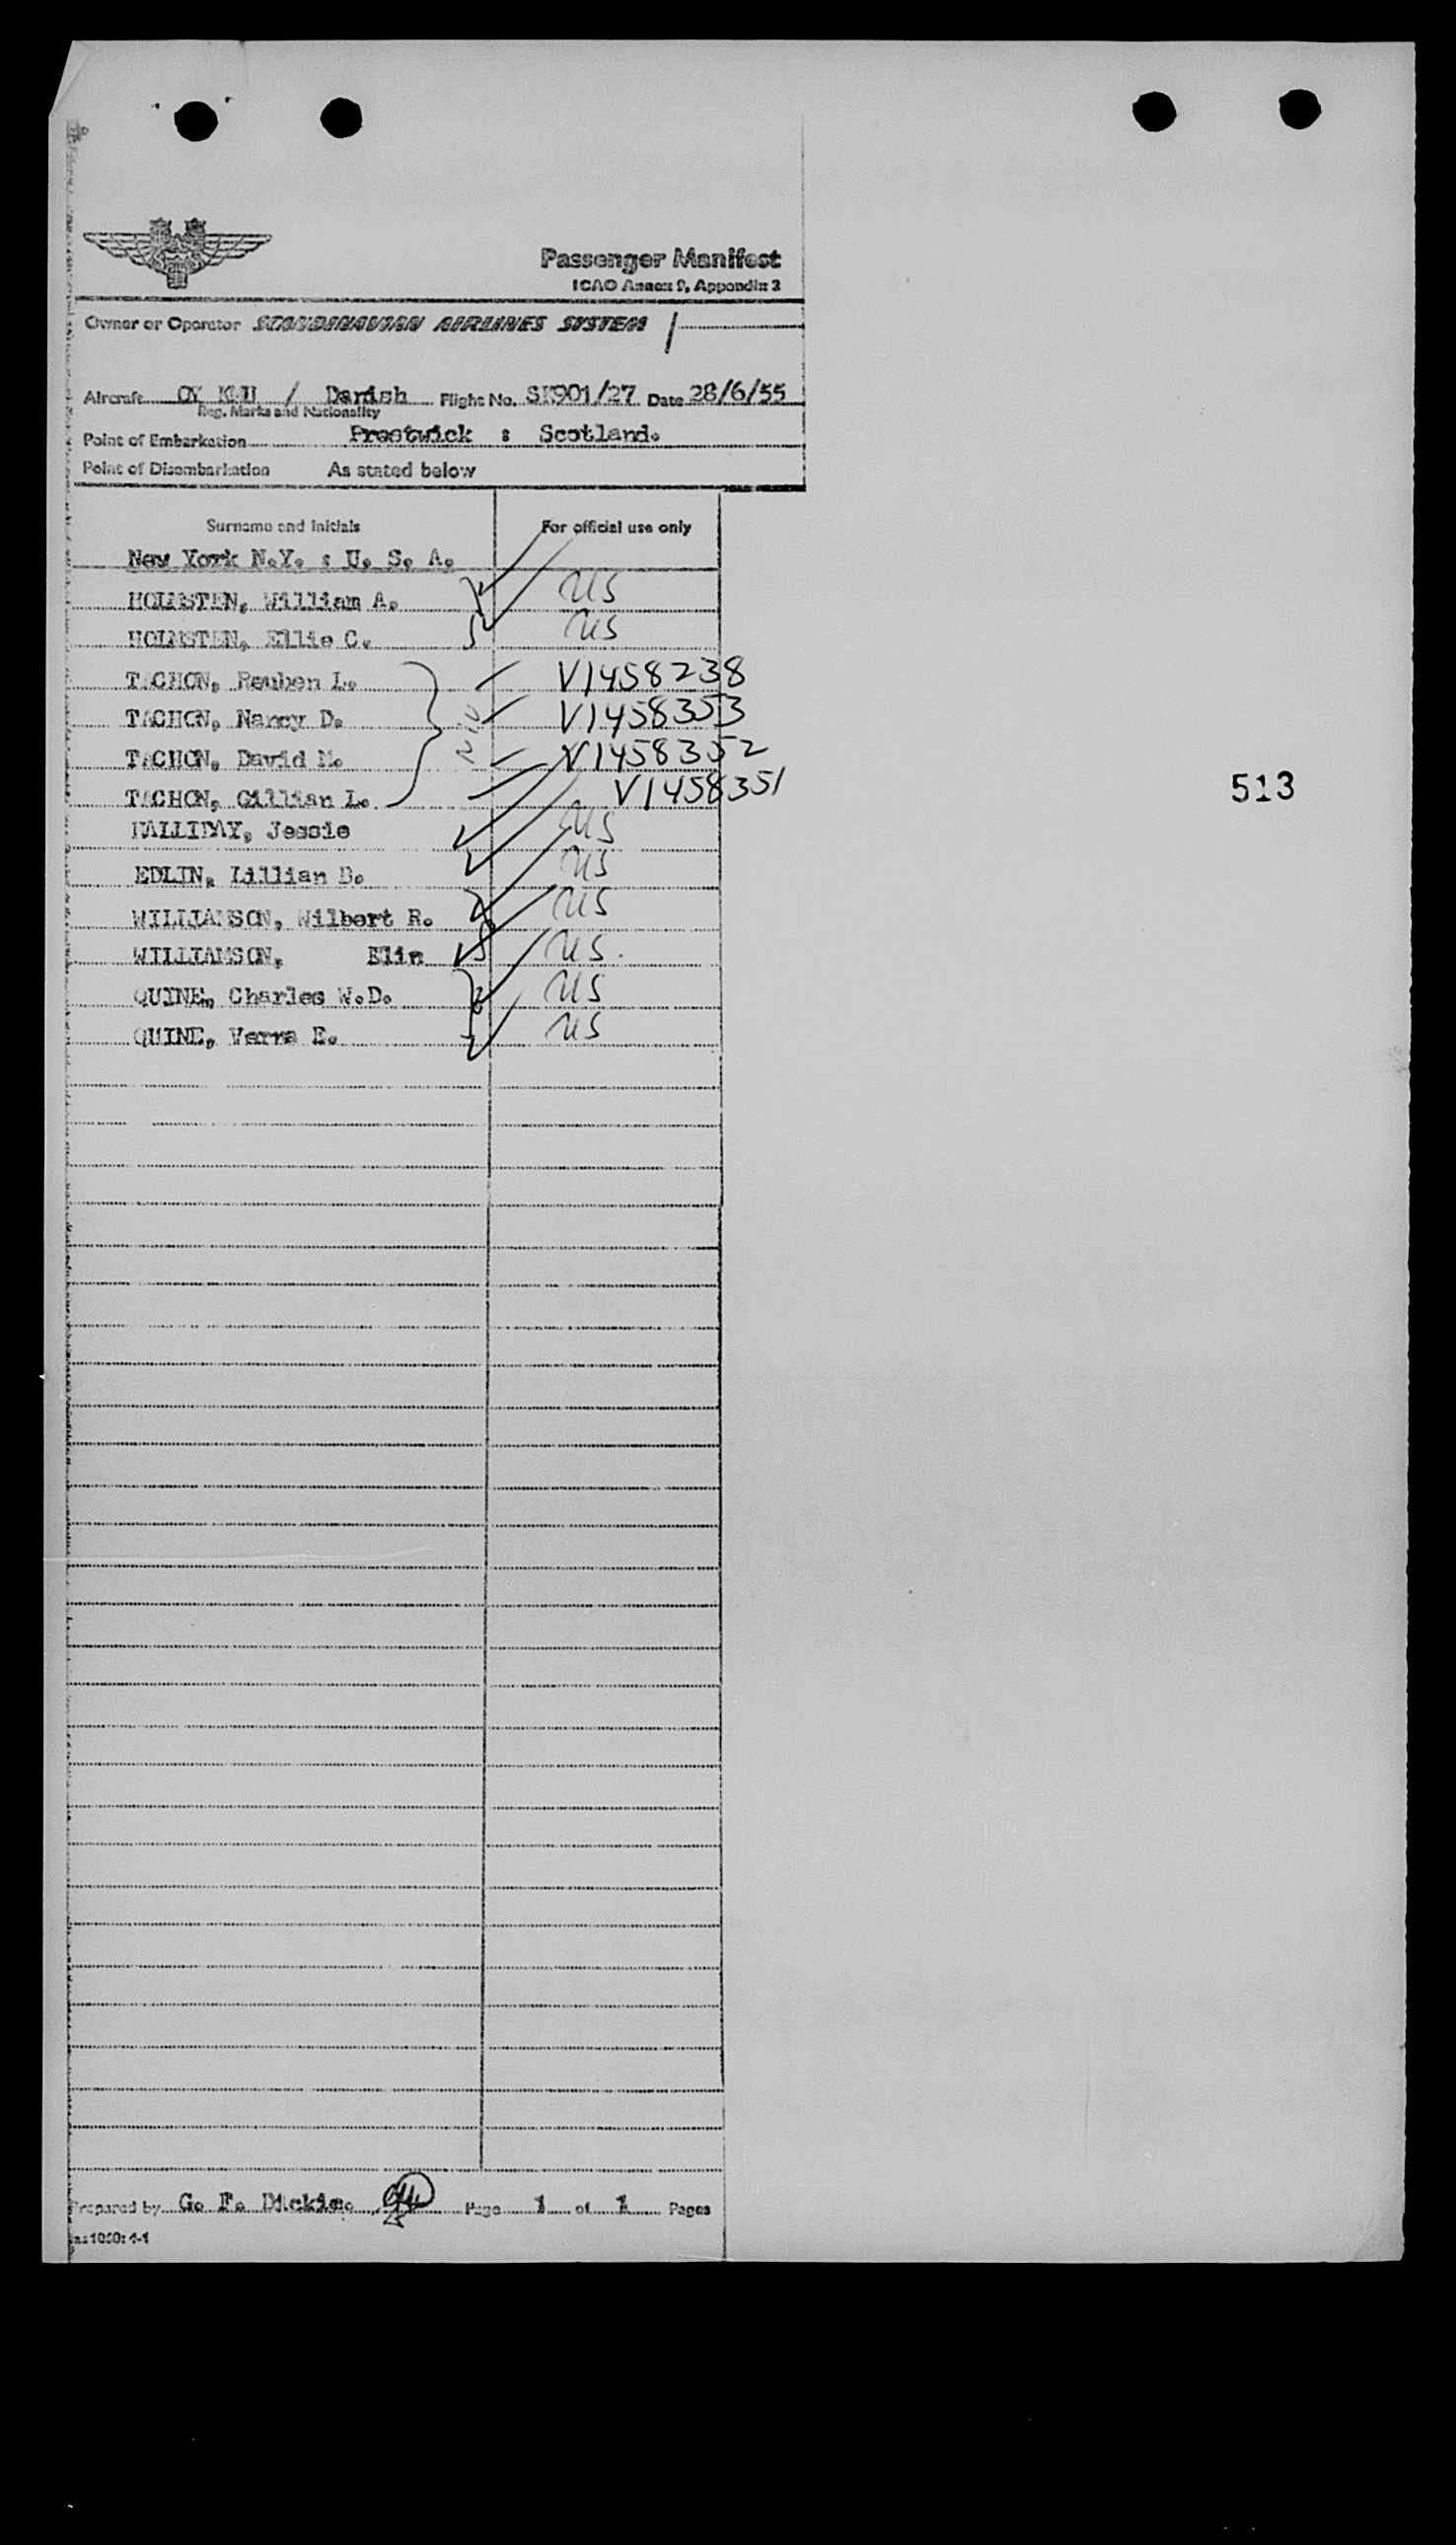 Passenger Manifest
ICAO Annex 9, Appendix 3
Owner or Operator SCANDINAVIAN AIRLINES SYSTEM
Aircraft OY / Danish Flight No. SK901/27 Date 28/6/55
Reg. Marks and Nationality
Point of Embarkation Prestwick : Scotland.
Point of Disembarkation As stated below
Surname and Initials For official use only
New York N.Y. : U. S. A.
HOLMSTEN, William A. US
HOLMSTEN, Ellie C. US
TACHON, Reuben L. V1458238
TACHON, Nancy D. V1458353
TACHON, David M. V1458352
TACHON, Gillian L. V1458351
513
HALLIDAY, Jessie US
EDLIN, Lillian B. US
WILLIAMSON, Wilbert R. US
WILLIAMSON, Elin US.
QUINE, Charles W.D. US
QUINE, Verna E. US
Prepared by G. F. Dickie. Page 1 of 1 Pages